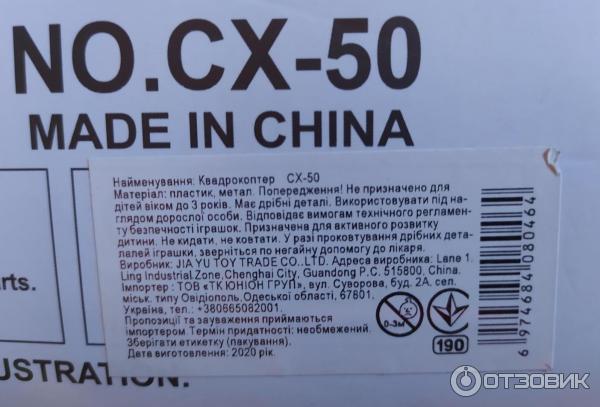 NO.CX-50
MADE IN CHINA
Найменування: Квадрокоптер CX-50
Матеріал: пластик, метал. Попередження! Не призначено для
дітей віком до 3 років. Має дрібні деталі. Використовувати під на-
глядом дорослої особи. Відповідає вимогам технічного регламен-
ту безпечності іграшок. Призначена для активного розвитку
дитини. Не кидати, не ковтати. У разі проковтування дрібних дета-
лалей іграшки, зверніться по негайну допомогу до лікаря.
Виробник: JIA YU TOY TRADE CO..LTD. Адреса виробника: Lane 1.
Ling Industrial Zone,Chenghai City, Guandong P.C. 515800, China.
Імпортер : ТОВ «ТК ЮНІОН ГРУП», вул. Суворова, буд. 2А. сел.
міськ. типу Овідіополь,Одеської області, 67801.
Україна, тел.: +380665082001.
Пропозиції та зауваження приймаються
імпортером Термін придатності: необмежений.
Зберігати етикетку (пакування).
Дата виготовлення: 2020 рік.
0-3м
190
6 974684 080464
rts.
USTRATION.
ОТЗОВИК